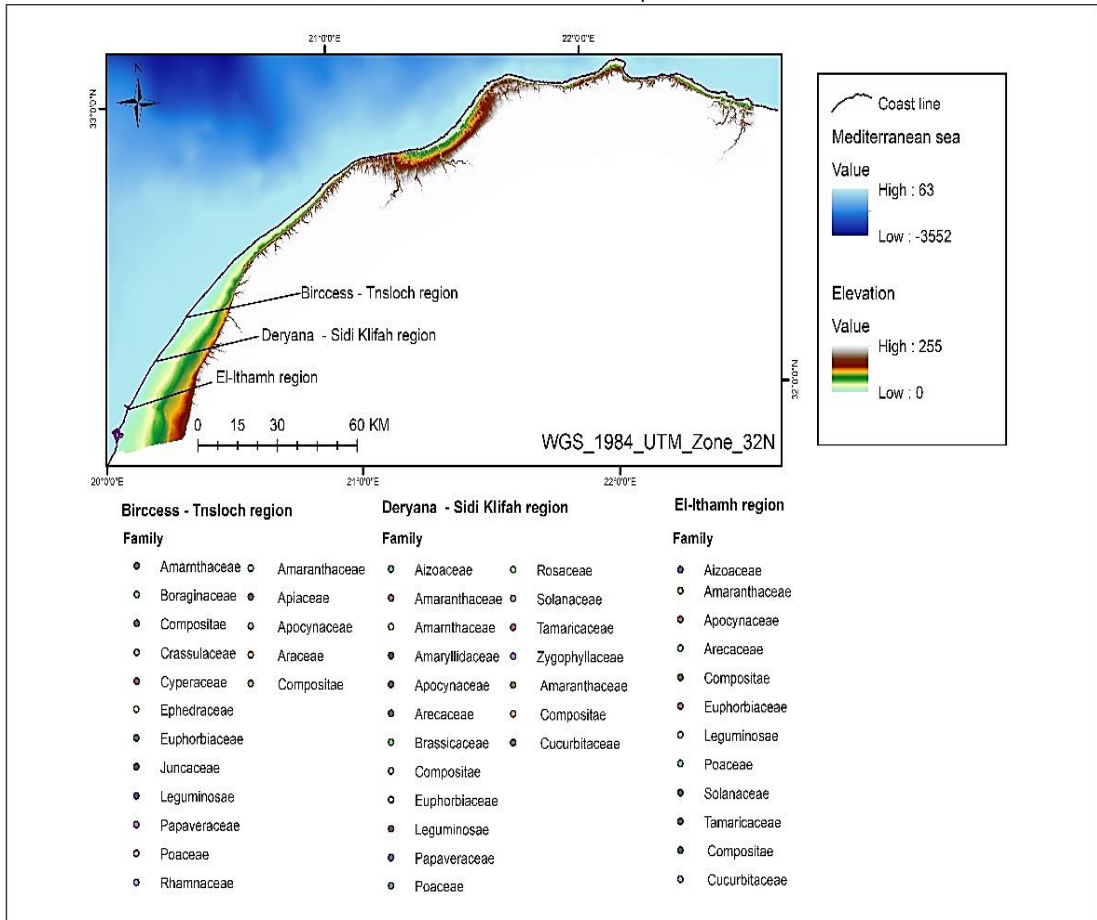 21°0'0"E
22°0'0"E
N
33°0'0"N
Birccess - Tnsloch region
Deryana - Sidi Klifah region
El-Ithamh region
32°0'0"N
0 15 30 60 KM
WGS_1984_UTM_Zone_32N
20°0'0"E
21°0'0"E
22°0'0"E
Coast line
Mediterranean sea
Value
High : 63
Low : -3552
Elevation
Value
High : 255
Low : 0
Birccess - Tnsloch region
Family
Amarnthaceae
Boraginaceae
Compositae
Crassulaceae
Cyperaceae
Ephedraceae
Euphorbiaceae
Juncaceae
Leguminosae
Papaveraceae
Poaceae
Rhamnaceae
Amaranthaceae
Apiaceae
Apocynaceae
Araceae
Compositae
Deryana - Sidi Klifah region
Family
Aizoaceae
Amaranthaceae
Amarnthaceae
Amaryllidaceae
Apocynaceae
Arecaceae
Brassicaceae
Compositae
Euphorbiaceae
Leguminosae
Papaveraceae
Poaceae
Rosaceae
Solanaceae
Tamaricaceae
Zygophyllaceae
Amaranthaceae
Compositae
Cucurbitaceae
El-Ithamh region
Family
Aizoaceae
Amaranthaceae
Apocynaceae
Arecaceae
Compositae
Euphorbiaceae
Leguminosae
Poaceae
Solanaceae
Tamaricaceae
Compositae
Cucurbitaceae